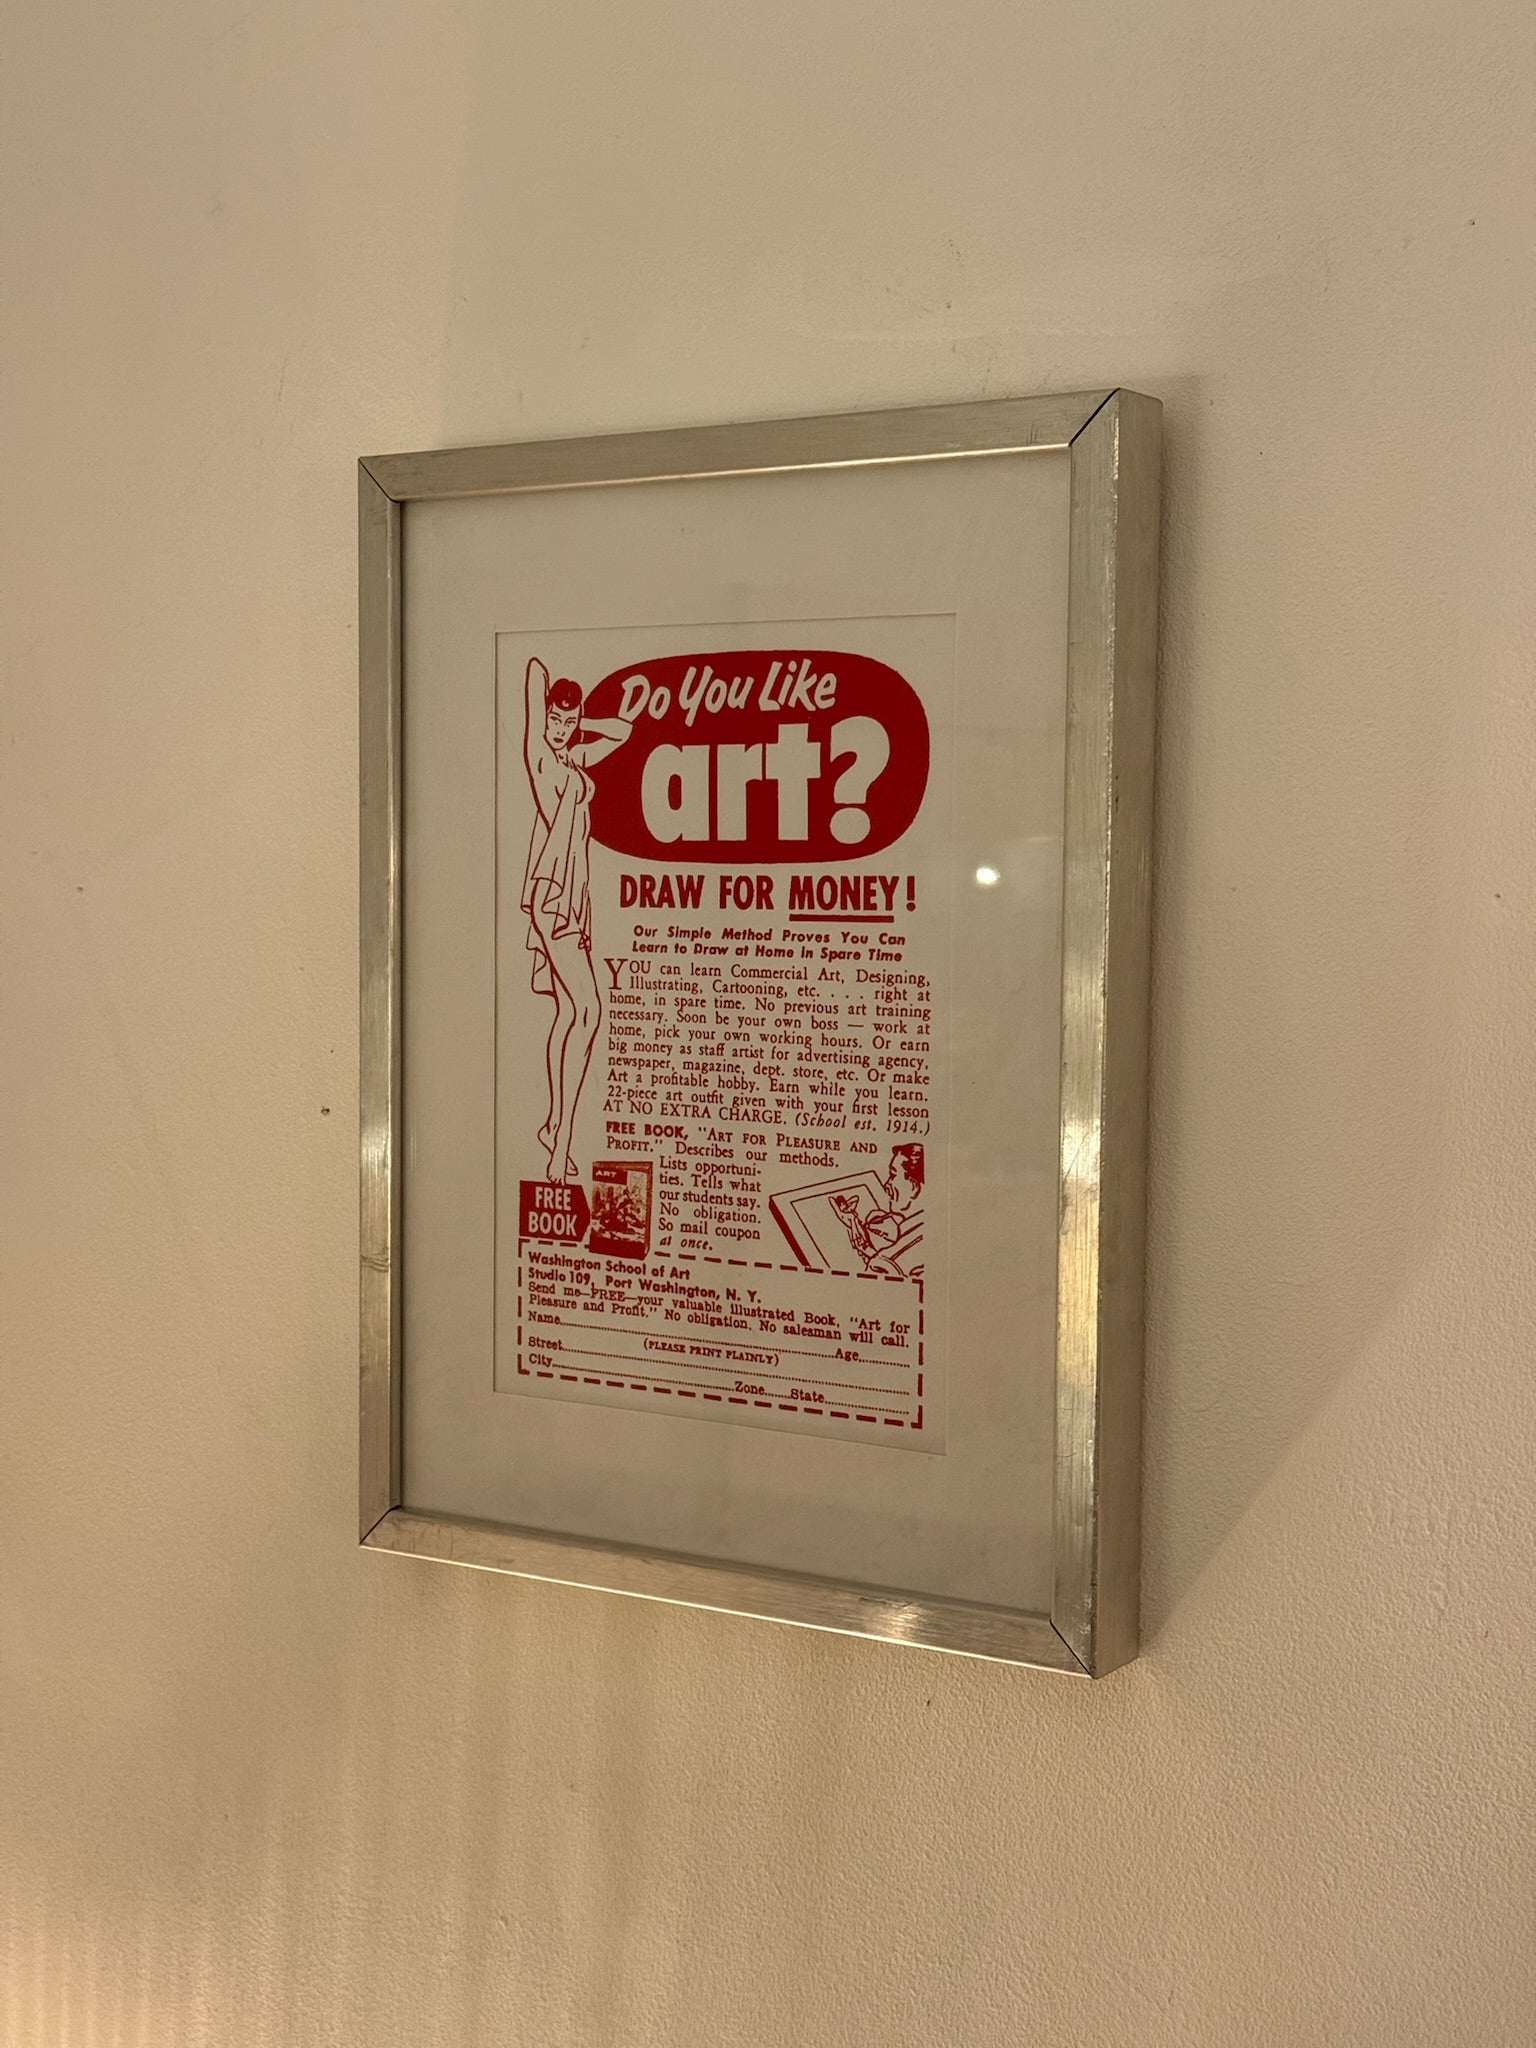 Do You Like
art?
DRAW FOR MONEY!
Our Simple Method Proves You Can
Learn to Draw at Home in Spare Time
YOU can learn Commercial Art, Designing,
Illustrating, Cartooning, etc. . . . right at
home, in spare time. No previous art training
necessary. Soon be your own boss — work at
home, pick your own working hours. Or earn
big money as staff artist for advertising agency,
newspaper, magazine, dept. store, etc. Or make
Art a profitable hobby. Earn while you learn.
22-piece art outfit given with your first lesson
AT NO EXTRA CHARGE. (School est. 1914.)
FREE BOOK, "ART FOR PLEASURE AND
PROFIT." Describes our methods.
Lists opportuni-
ties. Tells what
our students say.
No obligation.
So mail coupon
at once.
FREE
BOOK
ART
Washington School of Art
Studio 109, Port Washington, N. Y.
Send me—FREE—your valuable illustrated Book, "Art for
Pleasure and Profit." No obligation. No salesman will call.
Name..............................Age..........
(PLEASE PRINT PLAINLY)
Street..............................
City..............................Zone......State..........